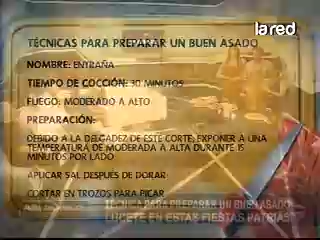 lared
TÉCNICAS PARA PREPARAR UN BUEN ASADO
NOMBRE: ENTRAÑA
TIEMPO DE COCCIÓN: 30 MINUTOS
FUEGO: MODERADO A ALTO
PREPARACIÓN:
DEBIDO A LA DELGADEZ DE ESTE CORTE, EXPONER A UNA
TEMPERATURA DE MODERADA A ALTA DURANTE 15
MINUTOS POR LADO
APLICAR SAL DESPUÉS DE DORAR
CORTAR EN TROZOS PARA PICAR
TÉCNICA PARA PREPARAR UN BUEN ASADO
LÚCETE EN ESTAS FIESTAS PATRIAS